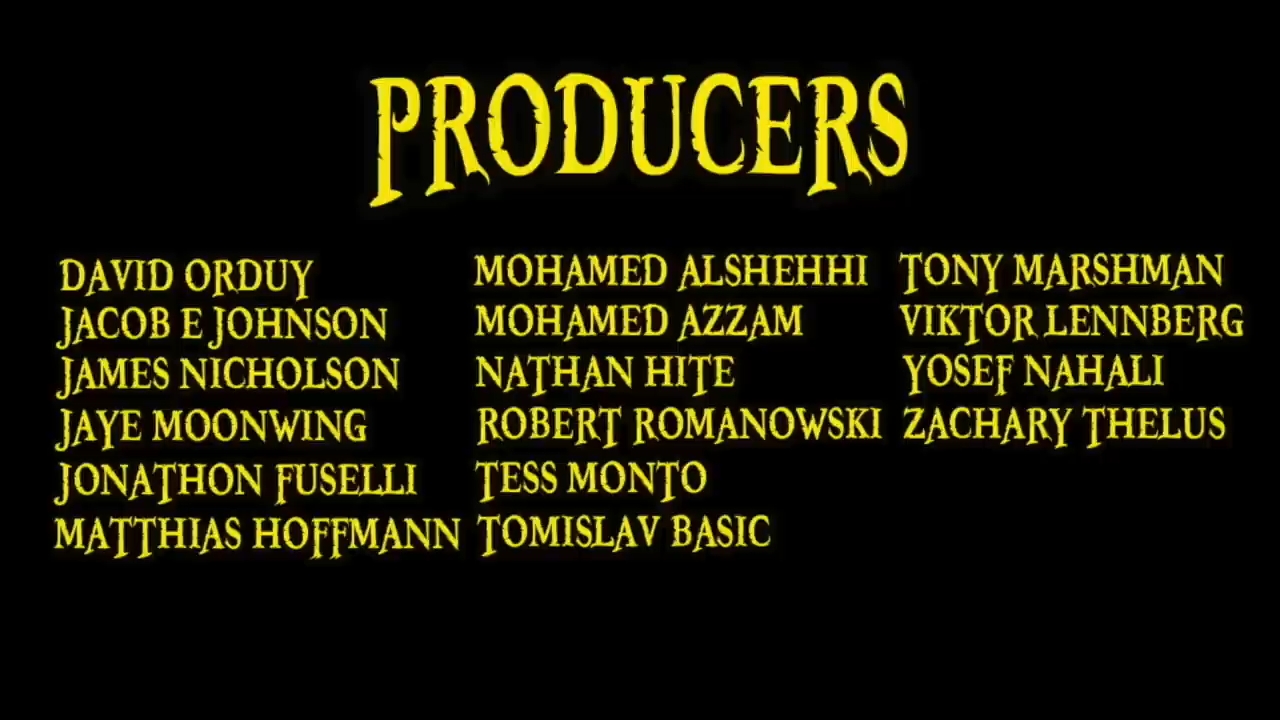 PRODUCERS
DAVID ORDUY
JACOB E JOHNSON
JAMES NICHOLSON
JAYE MOONWING
JONATHON FUSELLI
MATTHIAS HOFFMANN
MOHAMED ALSHEHHI
MOHAMED AZZAM
NATHAN HITE
ROBERT ROMANOWSKI
TESS MONTO
TOMISLAV BASIC
TONY MARSHMAN
VIKTOR LENNBERG
YOSEF NAHALI
ZACHARY THELUS